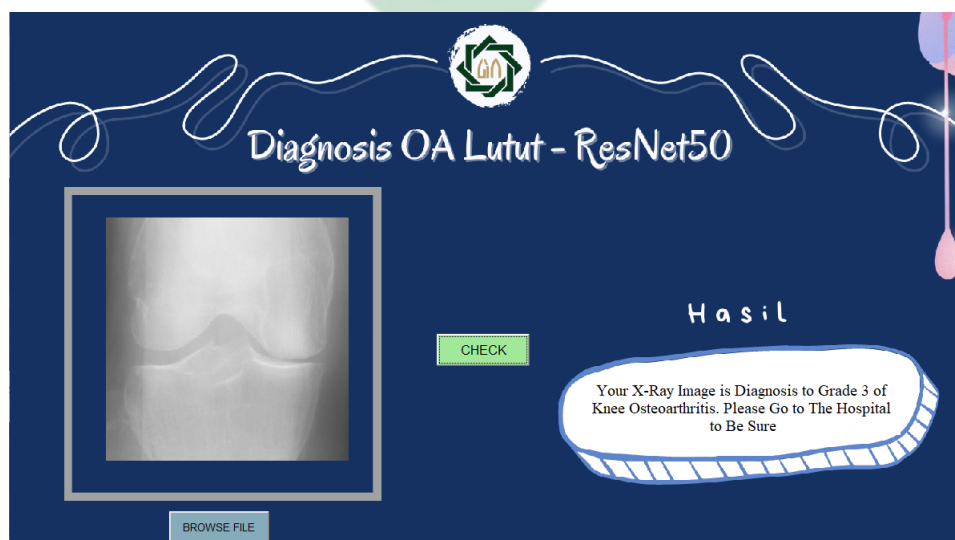 Diagnosis OA Lutut - ResNet50
Hasil
CHECK
Your X-Ray Image is Diagnosis to Grade 3 of
Knee Osteoarthritis. Please Go to The Hospital
to Be Sure
BROWSE FILE